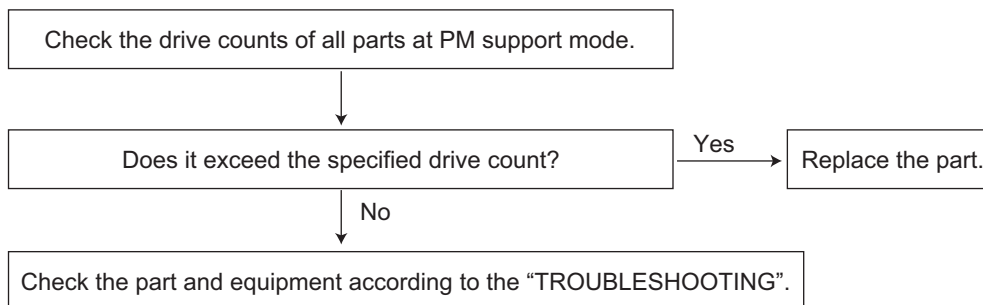 Check the drive counts of all parts at PM support mode.
Does it exceed the specified drive count?
Yes
Replace the part.
No
Check the part and equipment according to the “TROUBLESHOOTING”.